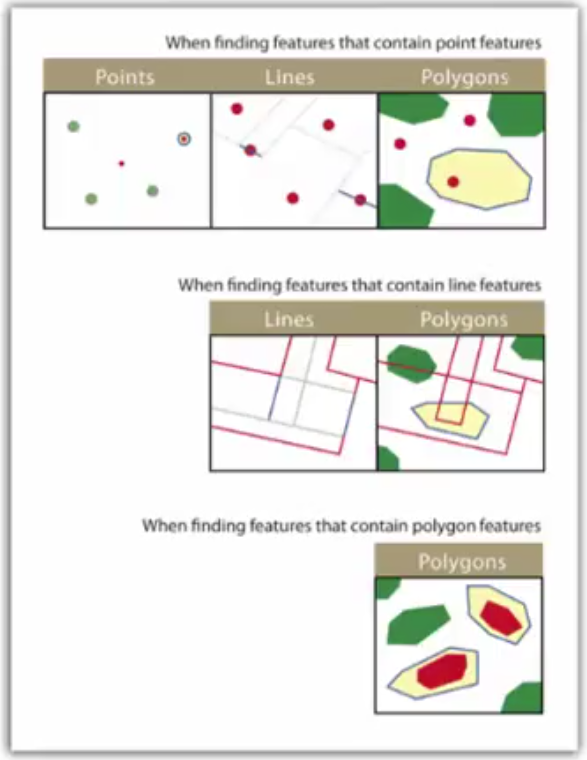 When finding features that contain point features
Points Lines Polygons
When finding features that contain line features
Lines Polygons
When finding features that contain polygon features
Polygons